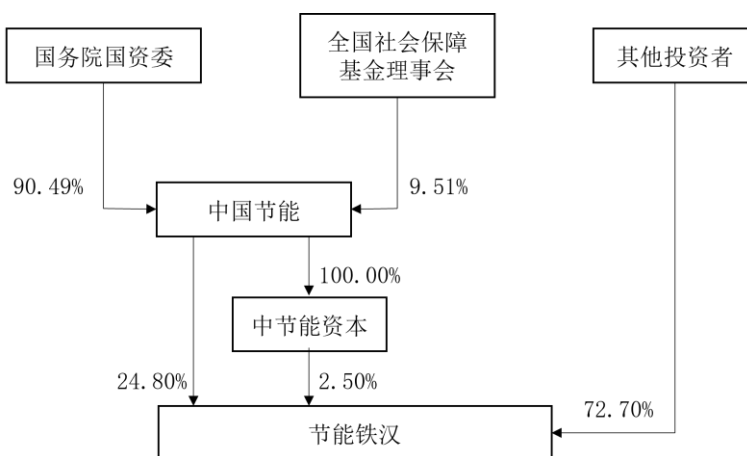 国务院国资委
全国社会保障
基金理事会
其他投资者
90.49%
9.51%
中国节能
100.00%
中节能资本
24.80%
2.50%
72.70%
节能铁汉